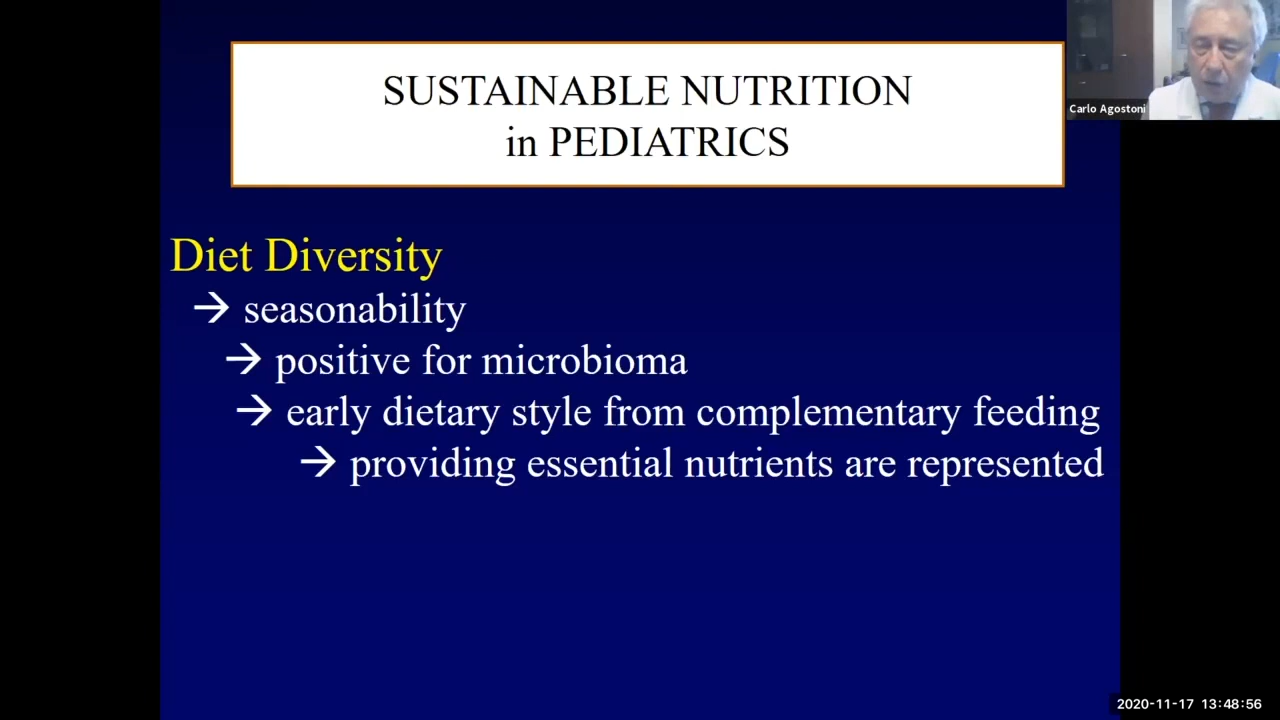 SUSTAINABLE NUTRITION
in PEDIATRICS
Carlo Agostoni
Diet Diversity
→ seasonability
→ positive for microbioma
→ early dietary style from complementary feeding
→ providing essential nutrients are represented
2020-11-17 13:48:56